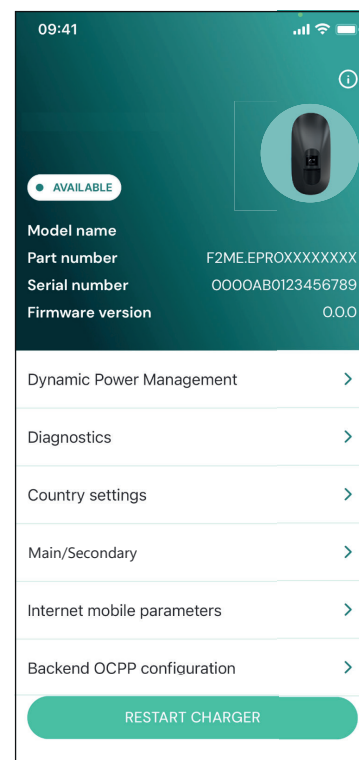 09:41
AVAILABLE
Model name
Part number F2ME.EPROXXXXXXXX
Serial number 0000AB0123456789
Firmware version 0.0.0
Dynamic Power Management
Diagnostics
Country settings
Main/Secondary
Internet mobile parameters
Backend OCPP configuration
RESTART CHARGER